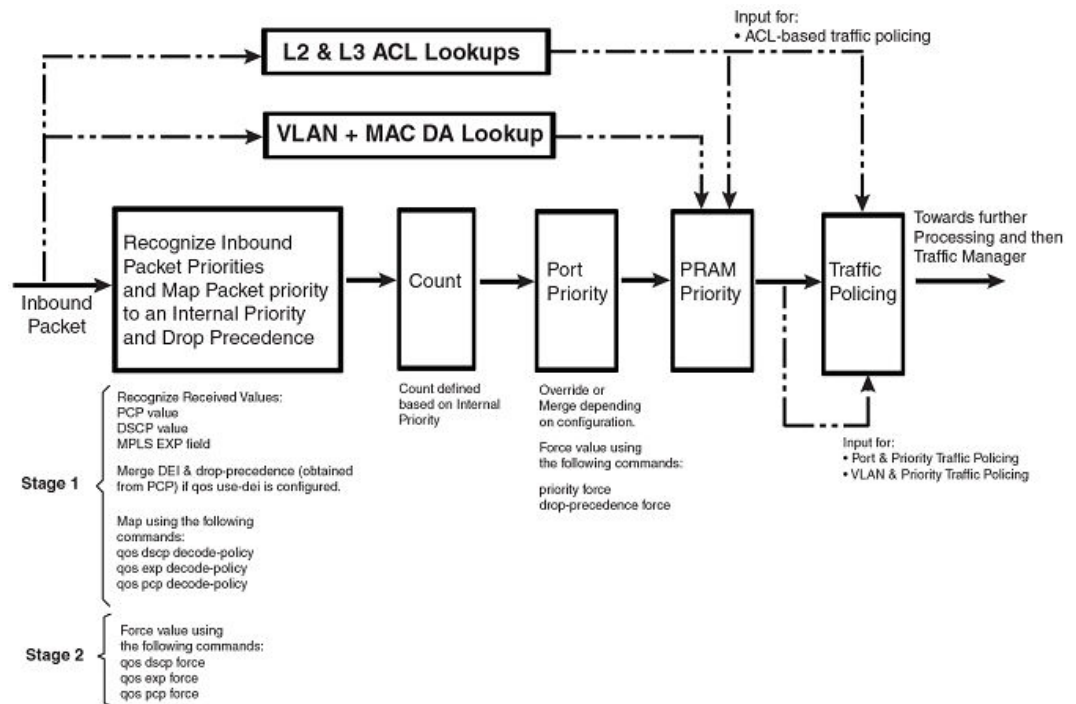 Input for:
• ACL-based traffic policing
L2 & L3 ACL Lookups
VLAN + MAC DA Lookup
Inbound
Packet
Recognize Inbound
Packet Priorities
and Map Packet priority
to an Internal Priority
and Drop Precedence
Count
Port
Priority
PRAM
Priority
Traffic
Policing
Towards further
Processing and then
Traffic Manager
Stage 1
Recognize Received Values:
PCP value
DSCP value
MPLS EXP field
Merge DEI & drop-precedence (obtained
from PCP) if qos use-dei is configured.
Map using the following
commands:
qos dscp decode-policy
qos exp decode-policy
qos pcp decode-policy
Count defined
based on Internal
Priority
Override or
Merge depending
on configuration.
Force value using
the following commands:
priority force
drop-precedence force
Input for:
• Port & Priority Traffic Policing
• VLAN & Priority Traffic Policing
Stage 2
Force value using
the following commands:
qos dscp force
qos exp force
qos pcp force